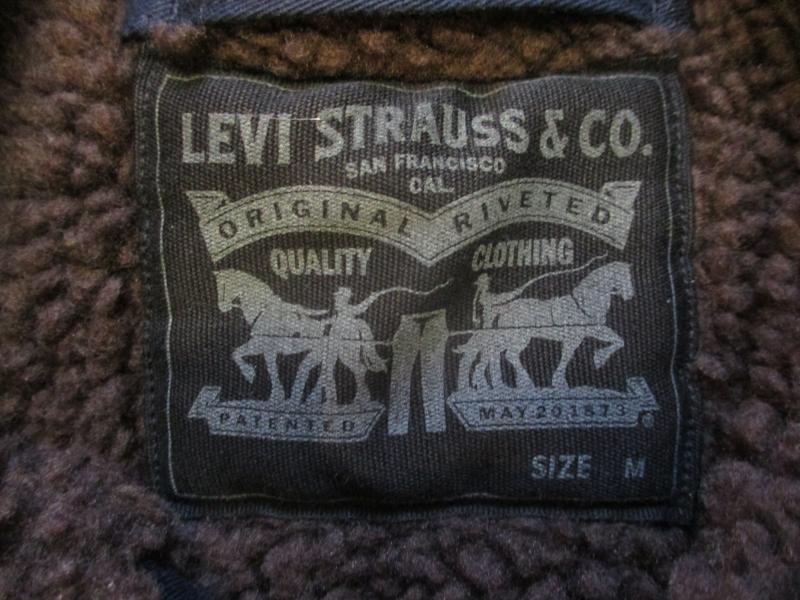 LEVI STRAUSS & CO.
SAN FRANCISCO
CAL.
ORIGINAL RIVETED
QUALITY CLOTHING
PATENTED MAY 20 1873 ®
SIZE M